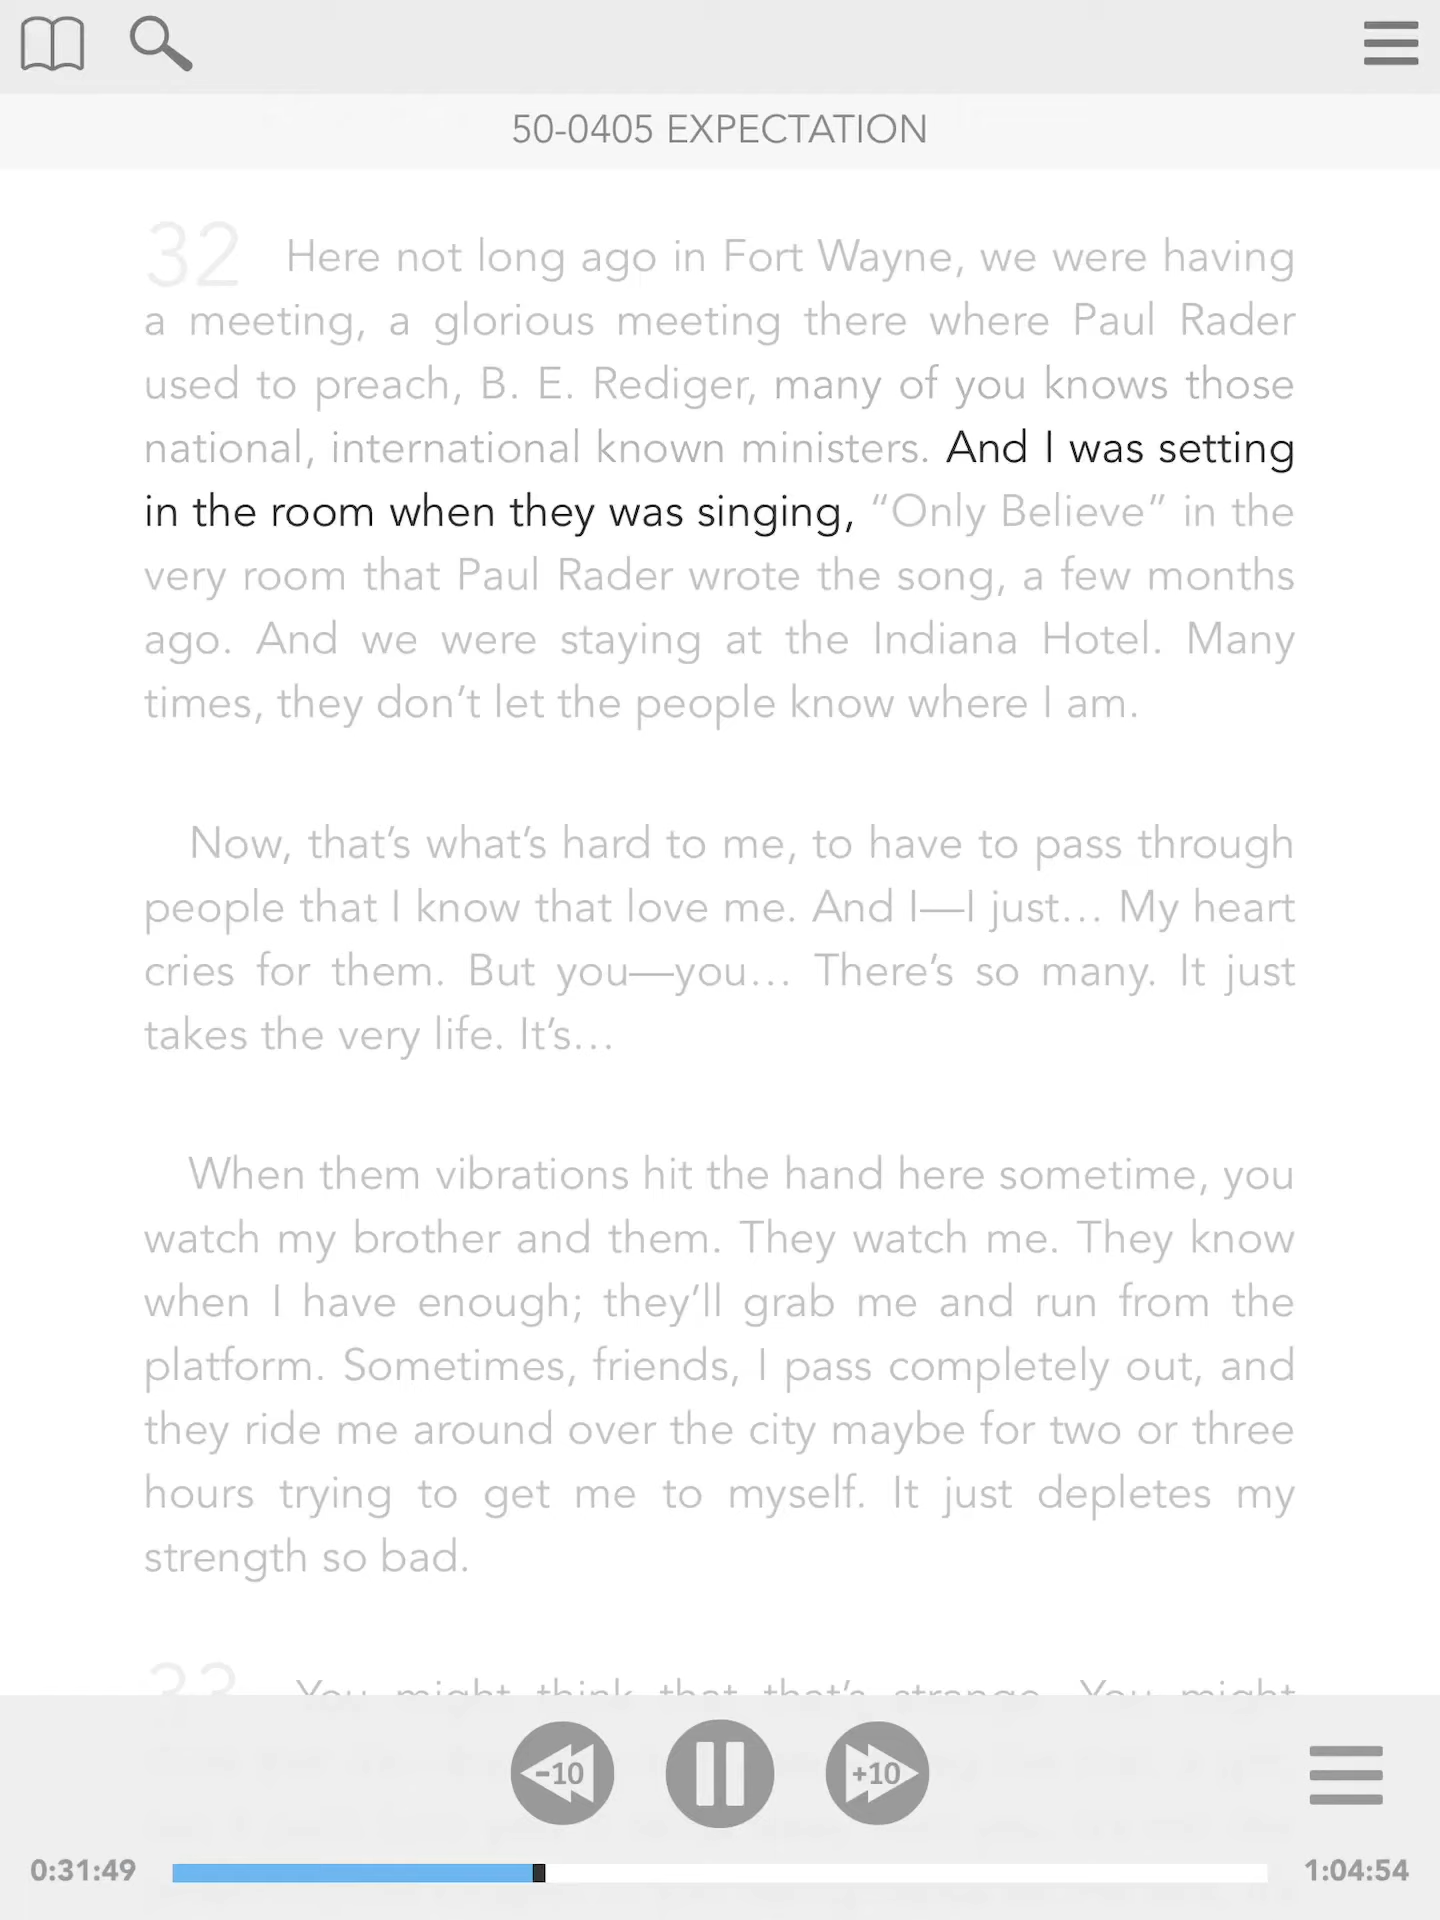 50-0405 EXPECTATION
32 Here not long ago in Fort Wayne, we were having
a meeting, a glorious meeting there where Paul Rader
used to preach, B. E. Rediger, many of you knows those
national, international known ministers. And I was setting
in the room when they was singing, “Only Believe” in the
very room that Paul Rader wrote the song, a few months
ago. And we were staying at the Indiana Hotel. Many
times, they don’t let the people know where I am.
Now, that’s what’s hard to me, to have to pass through
people that I know that love me. And I—I just… My heart
cries for them. But you—you… There’s so many. It just
takes the very life. It’s…
When them vibrations hit the hand here sometime, you
watch my brother and them. They watch me. They know
when I have enough; they’ll grab me and run from the
platform. Sometimes, friends, I pass completely out, and
they ride me around over the city maybe for two or three
hours trying to get me to myself. It just depletes my
strength so bad.
33 You might think that that’s strange. You might
-10 +10
0:31:49 1:04:54